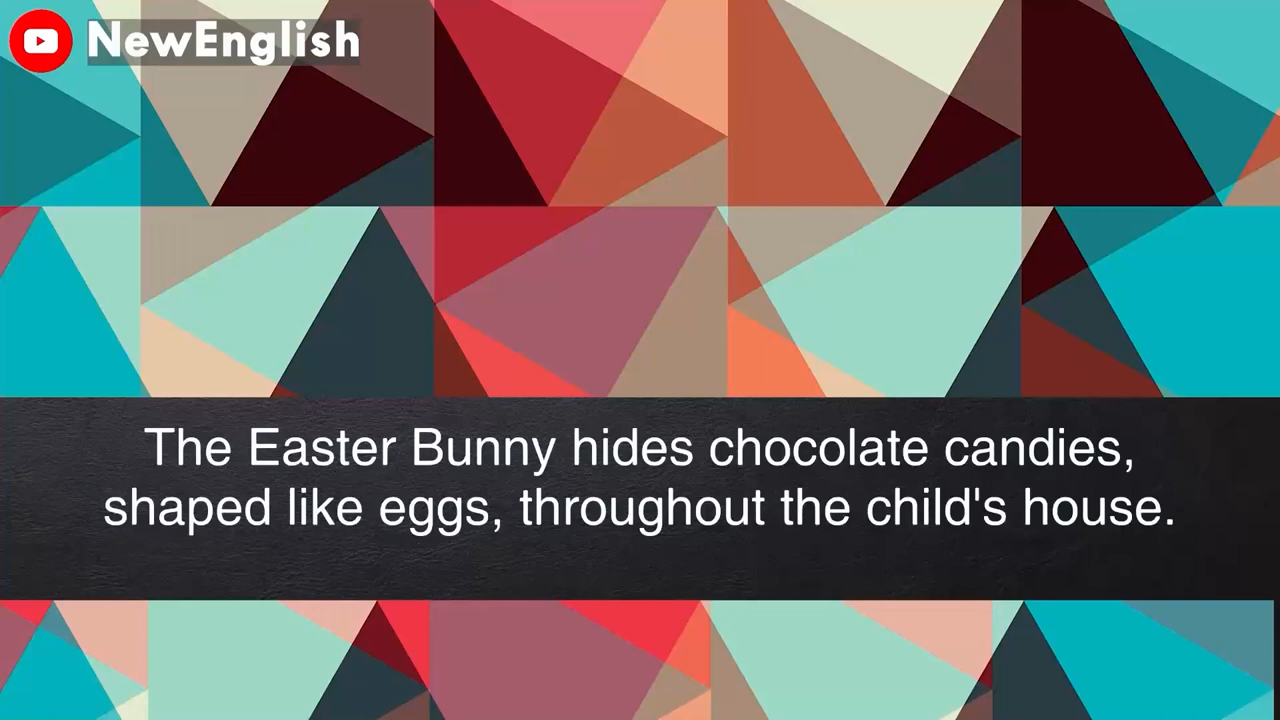 NewEnglish
The Easter Bunny hides chocolate candies,
shaped like eggs, throughout the child's house.